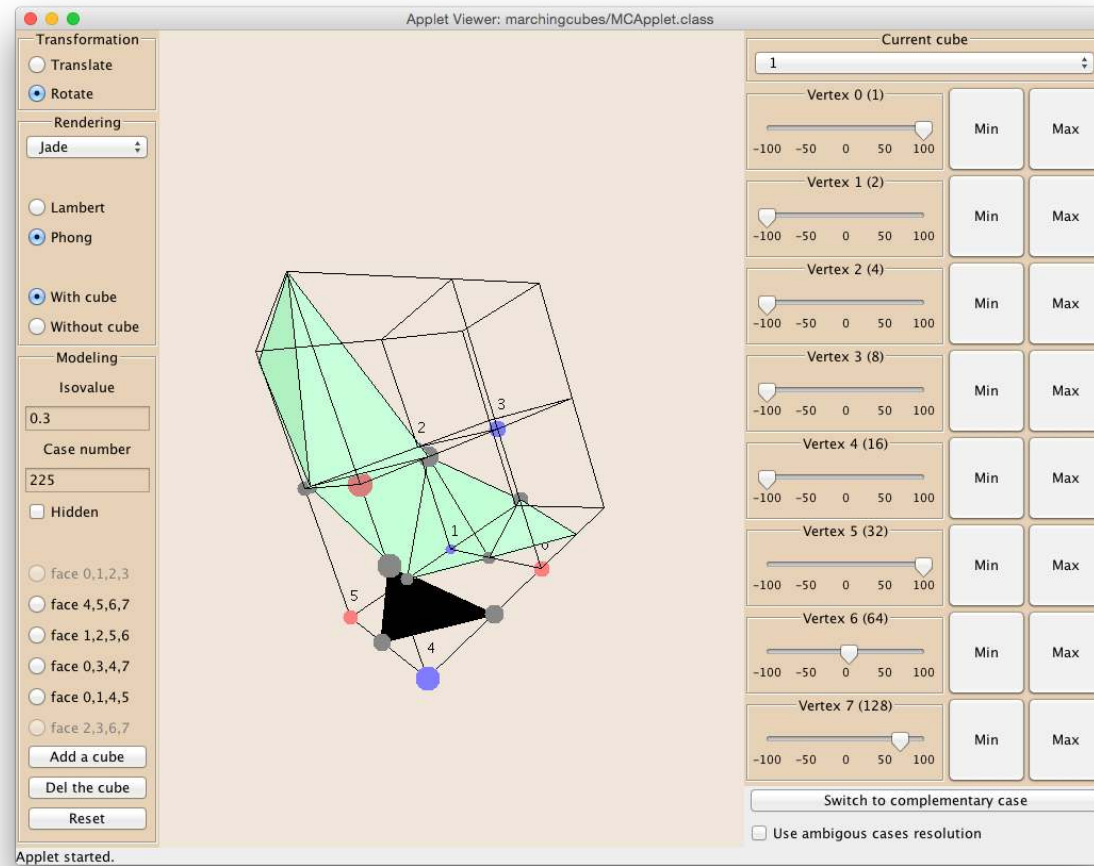 Applet Viewer: marchingcubes/MCApplet.class
Transformation
Translate
Rotate
Rendering
Jade
Lambert
Phong
With cube
Without cube
Modeling
Isovalue
0.3
Case number
225
Hidden
face 0,1,2,3
face 4,5,6,7
face 1,2,5,6
face 0,3,4,7
face 0,1,4,5
face 2,3,6,7
Add a cube
Del the cube
Reset
3
2
1
5
4
Current cube
1
Vertex 0 (1)
-100 -50 0 50 100
Min Max
Vertex 1 (2)
-100 -50 0 50 100
Min Max
Vertex 2 (4)
-100 -50 0 50 100
Min Max
Vertex 3 (8)
-100 -50 0 50 100
Min Max
Vertex 4 (16)
-100 -50 0 50 100
Min Max
Vertex 5 (32)
-100 -50 0 50 100
Min Max
Vertex 6 (64)
-100 -50 0 50 100
Min Max
Vertex 7 (128)
-100 -50 0 50 100
Min Max
Switch to complementary case
Use ambigous cases resolution
Applet started.